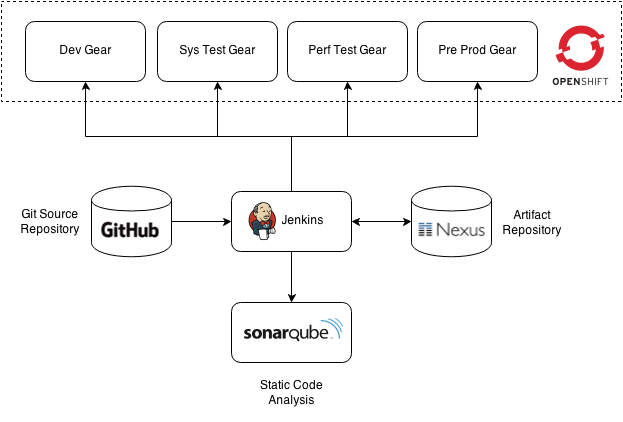 Dev Gear
Sys Test Gear
Perf Test Gear
Pre Prod Gear
OPENSHIFT
Git Source
Repository
GitHub
Jenkins
Nexus
Artifact
Repository
sonarqube
Static Code
Analysis